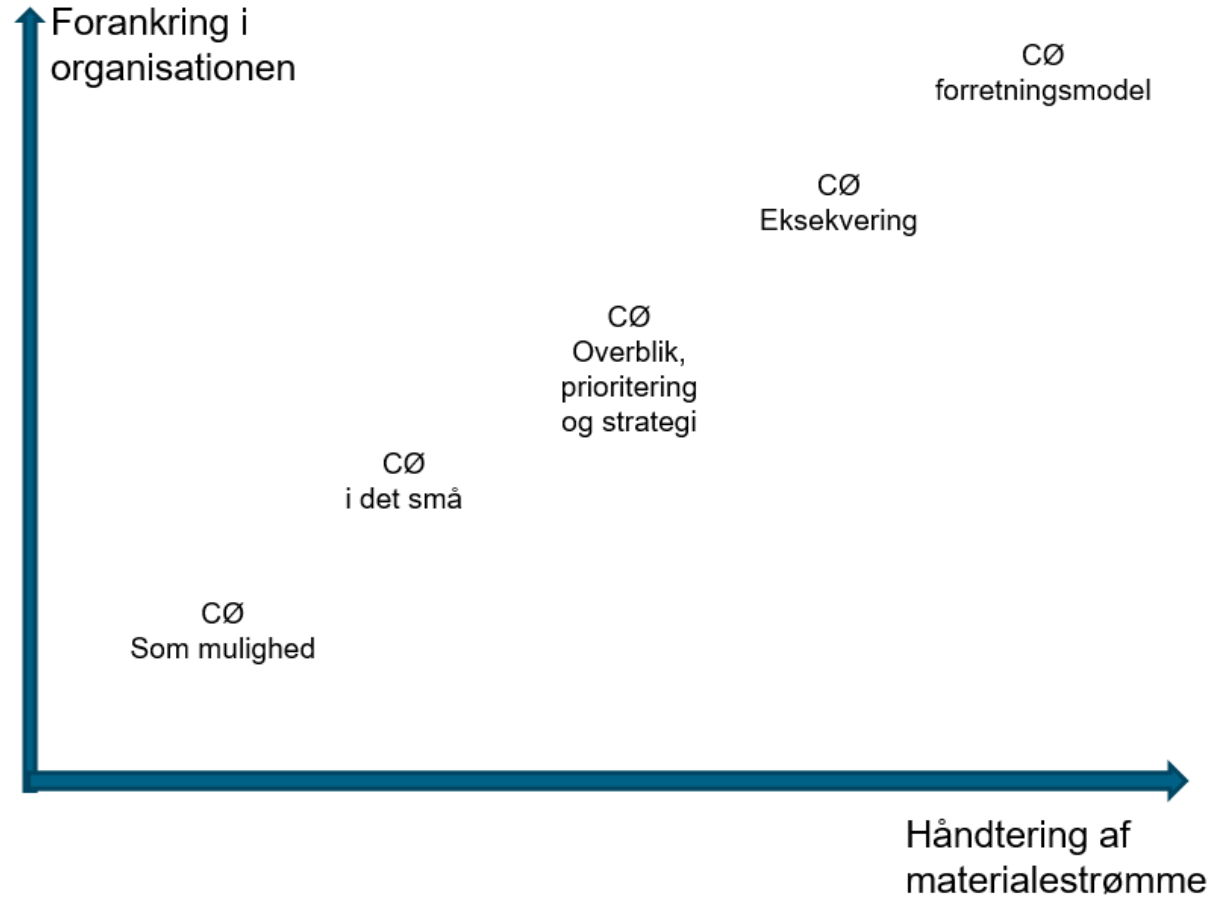 Forankring i
organisationen
CØ
forretningsmodel
CØ
Eksekvering
CØ
Overblik,
prioritering
og strategi
CØ
i det små
CØ
Som mulighed
Håndtering af
materialestrømme